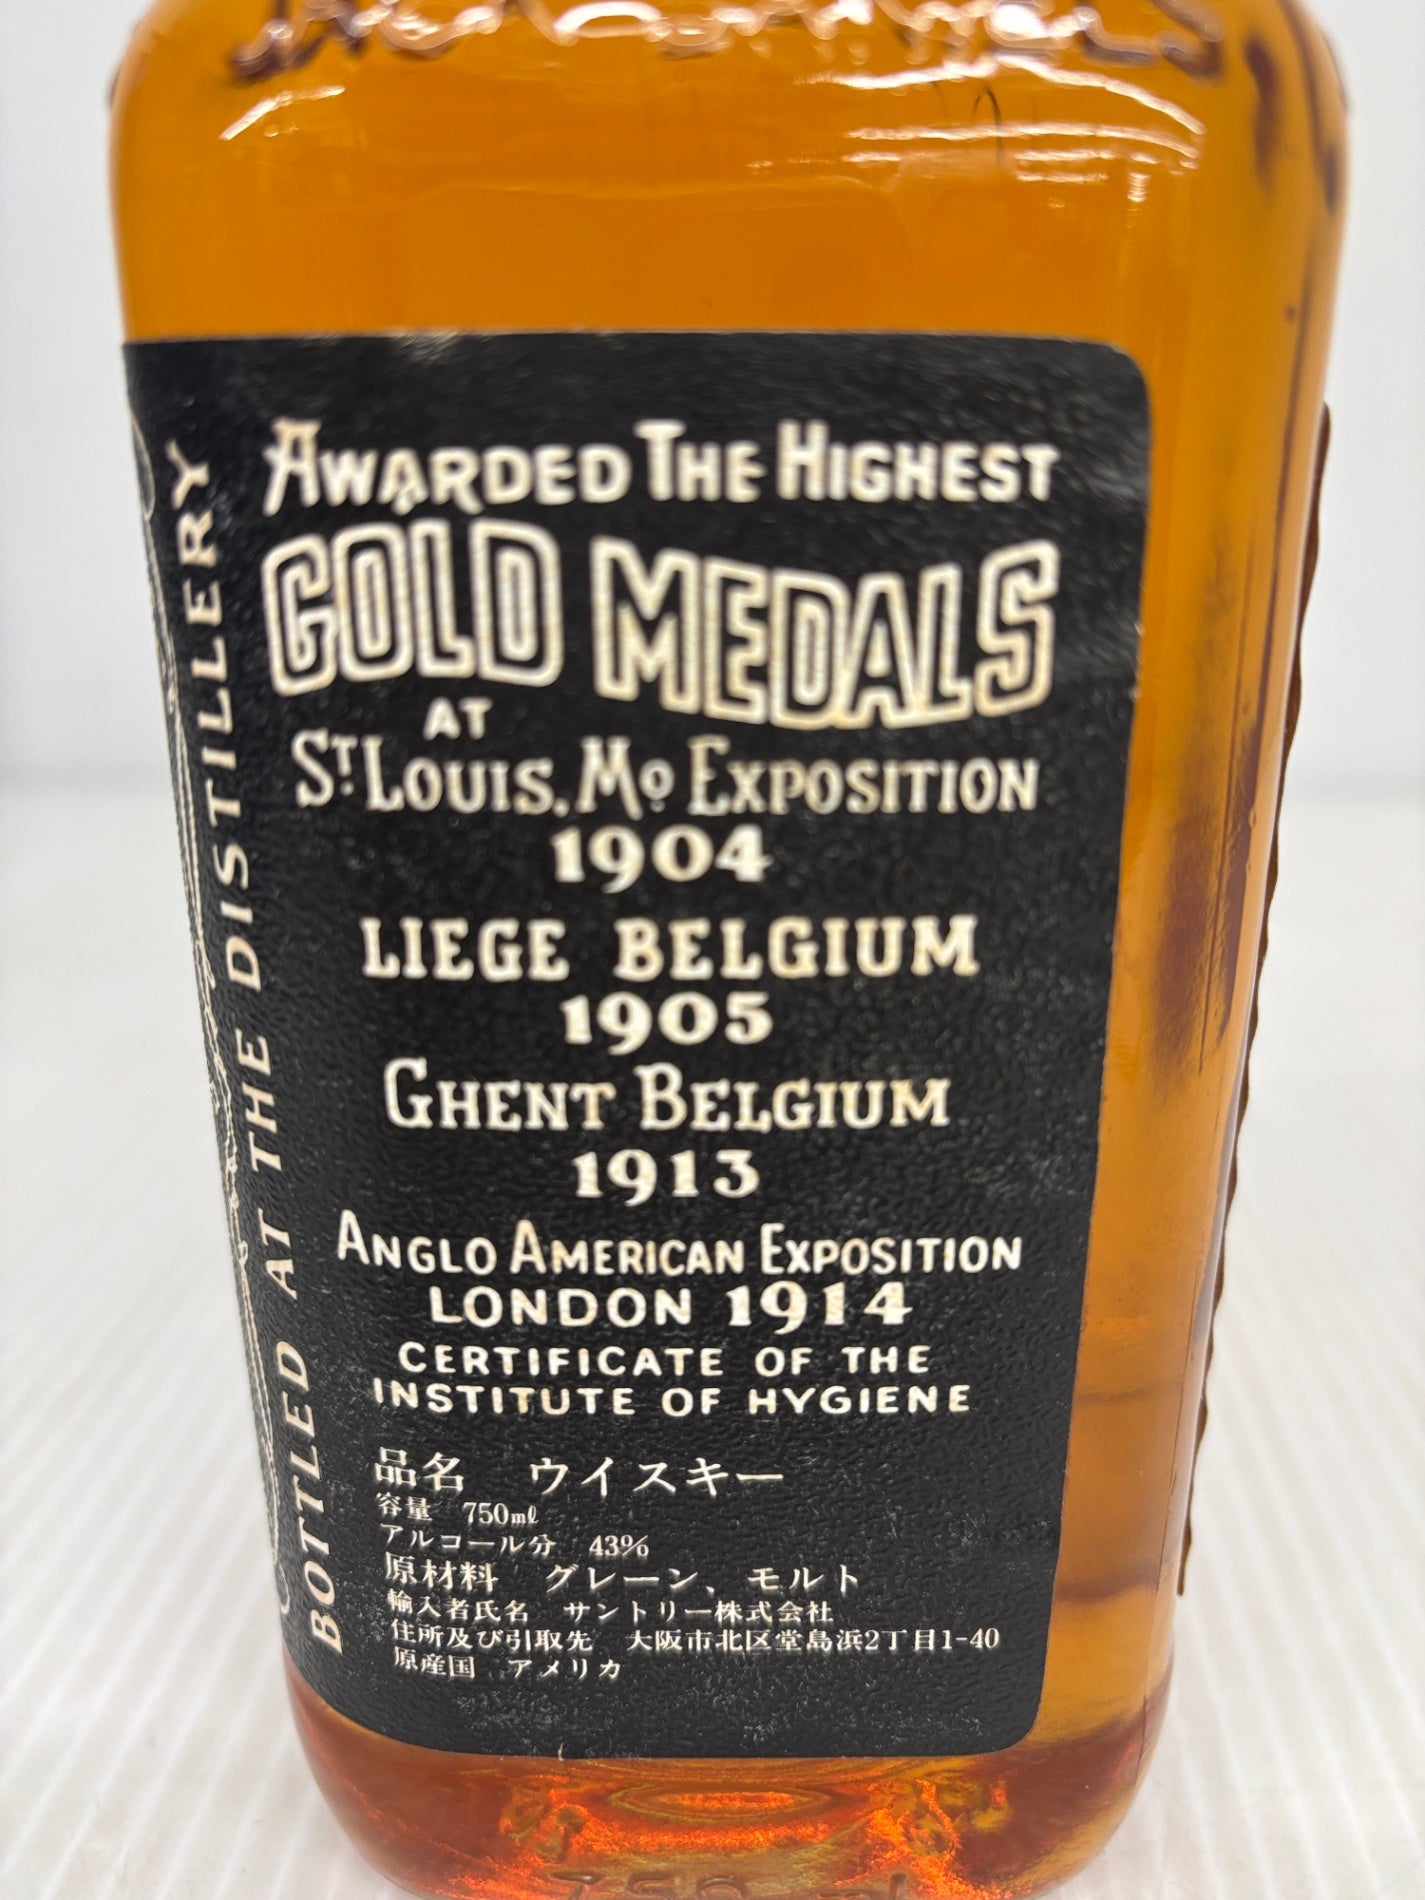 AWARDED THE HIGHEST
GOLD MEDALS
AT
ST. LOUIS, MO EXPOSITION
1904
LIEGE BELGIUM
1905
GHENT BELGIUM
1913
ANGLO AMERICAN EXPOSITION
LONDON 1914
CERTIFICATE OF THE
INSTITUTE OF HYGIENE
品名 ウイスキー
容量 750mℓ
アルコール分 43%
原材料 グレーン、モルト
輸入者氏名 サントリー株式会社
住所及び引取先 大阪市北区堂島浜2丁目1-40
原産国 アメリカ
BOTTLED AT THE DISTILLERY
750 ml